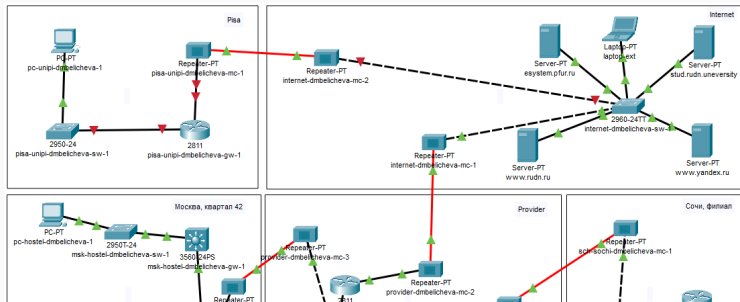 Pisa
PC-PT
pc-unipi-dmbelicheva-1
Repeater-PT
pisa-unipi-dmbelicheva-mc-1
2950-24
pisa-unipi-dmbelicheva-sw-1
2811
pisa-unipi-dmbelicheva-gw-1
Internet
Repeater-PT
internet-dmbelicheva-mc-2
Server-PT
esystem.pfur.ru
Laptop-PT
laptop-ext
Server-PT
stud.rudn.uneversity
2960-24TT
internet-dmbelicheva-sw-
Repeater-PT
internet-dmbelicheva-mc-1
Server-PT
www.rudn.ru
Server-PT
www.yandex.ru
Москва, квартал 42
PC-PT
pc-hostel-dmbelicheva-1
2950T-24
msk-hostel-dmbelicheva-sw-1
3560-24PS
msk-hostel-dmbelicheva-gw-1
Repeater-PT
Provider
Repeater-PT
provider-dmbelicheva-mc-3
2811
Repeater-PT
provider-dmbelicheva-mc-2
Сочи, филиал
Repeater-PT
sch-sochi-dmbelicheva-mc-1